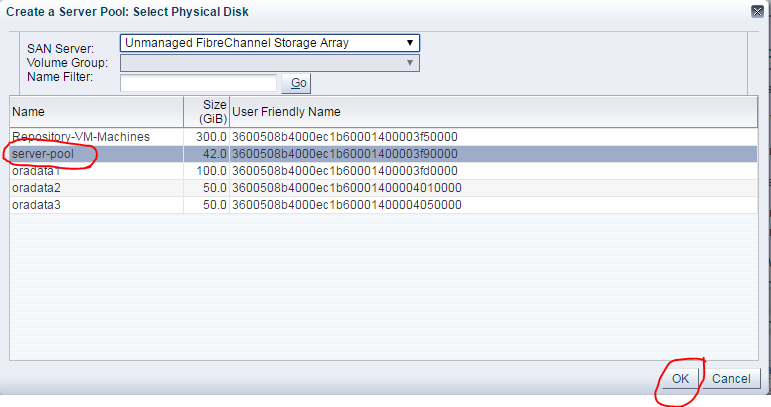 Create a Server Pool: Select Physical Disk
SAN Server: Unmanaged FibreChannel Storage Array
Volume Group:
Name Filter: Go
Name Size (GiB) User Friendly Name
Repository-VM-Machines 300.0 3600508b4000ec1b60001400003f50000
server-pool 42.0 3600508b4000ec1b60001400003f90000
oradata1 100.0 3600508b4000ec1b60001400003fd0000
oradata2 50.0 3600508b4000ec1b60001400004010000
oradata3 50.0 3600508b4000ec1b60001400004050000
OK Cancel